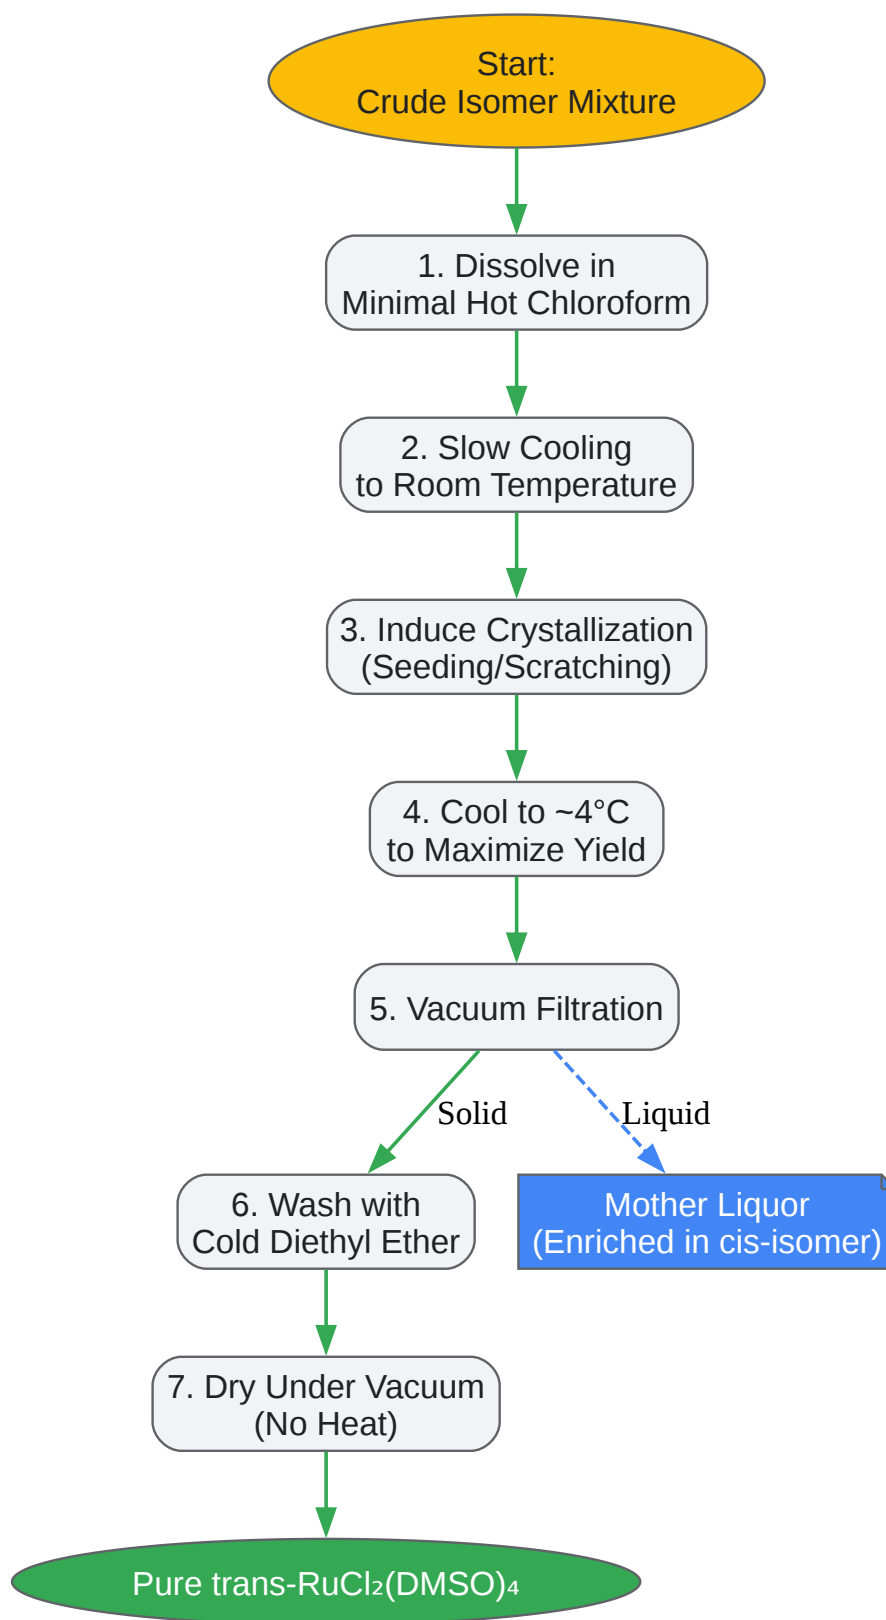 Start:
Crude Isomer Mixture
1. Dissolve in
Minimal Hot Chloroform
2. Slow Cooling
to Room Temperature
3. Induce Crystallization
(Seeding/Scratching)
4. Cool to ~4°C
to Maximize Yield
5. Vacuum Filtration
Solid
Liquid
6. Wash with
Cold Diethyl Ether
Mother Liquor
(Enriched in cis-isomer)
7. Dry Under Vacuum
(No Heat)
Pure trans-RuCl₂(DMSO)₄